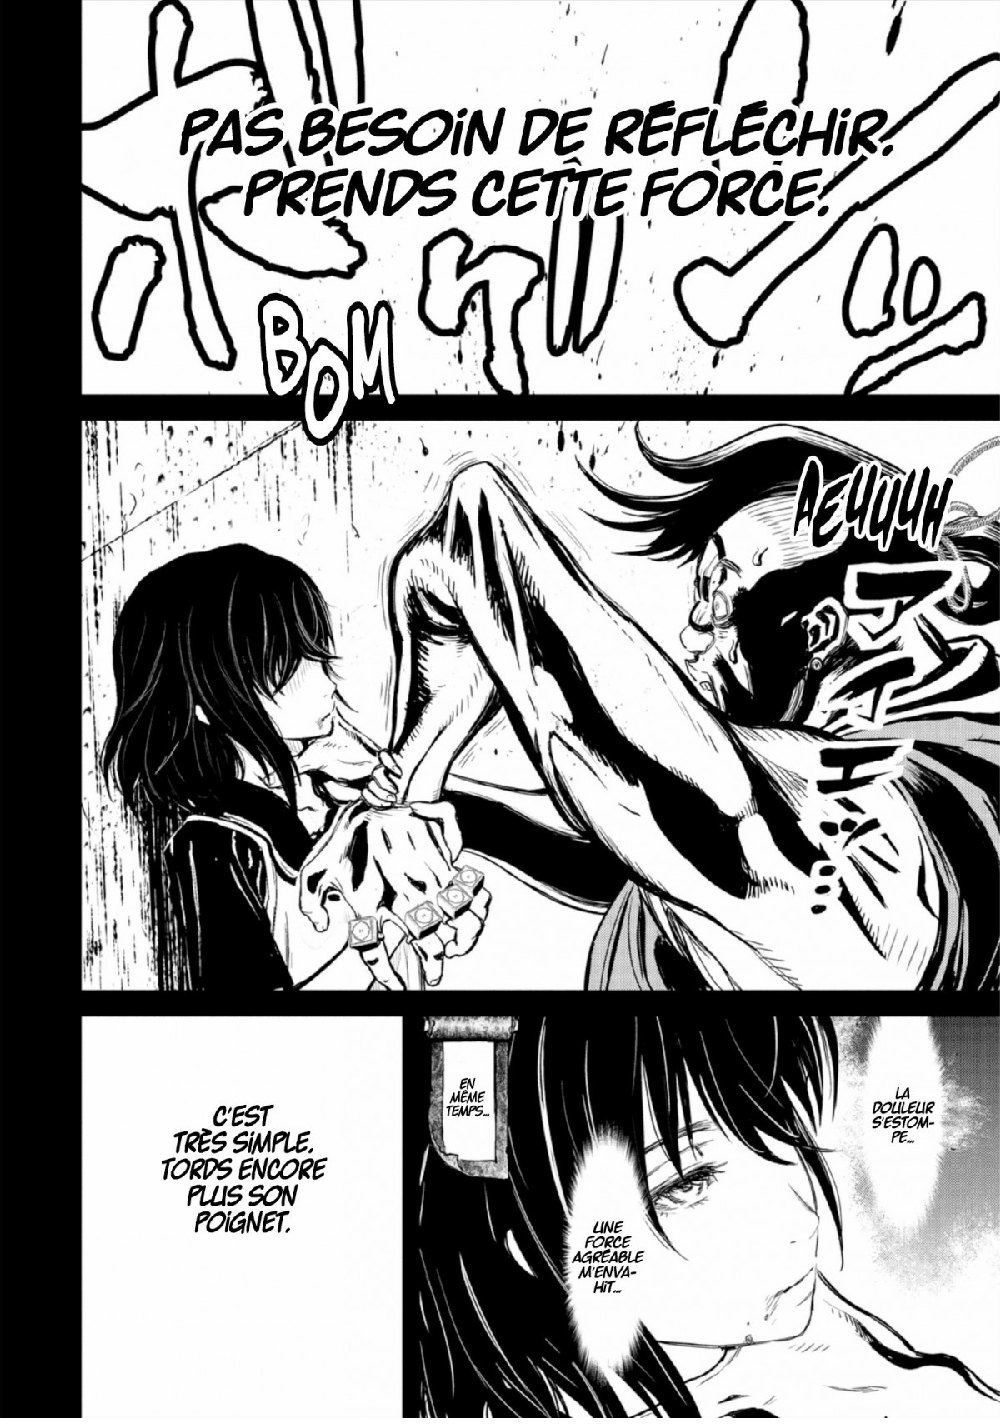 PAS BESOIN DE RÉFLÉCHIR.
PRENDS CETTE FORCE.
BOM
AEUUUH
LA
DOULEUR
S'ESTOM-
PE...
EN
MÊME
TEMPS...
UNE
FORCE
AGRÉABLE
M'ENVA-
HIT...
C'EST
TRÈS SIMPLE.
TORDS ENCORE
PLUS SON
POIGNET.